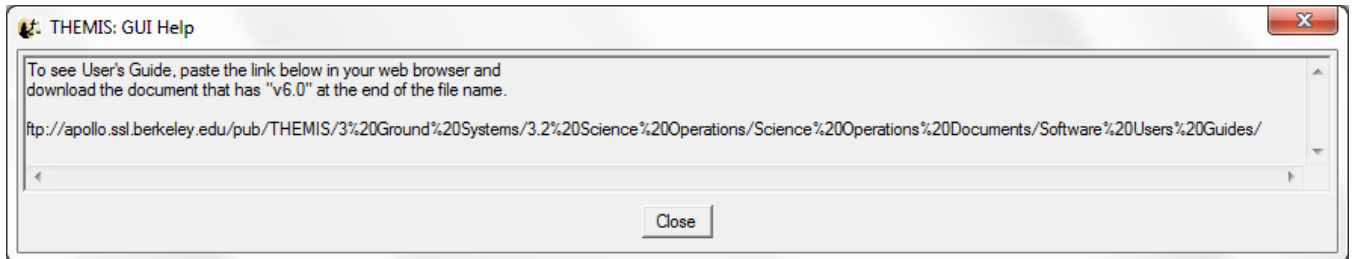 THEMIS: GUI Help
To see User's Guide, paste the link below in your web browser and
download the document that has "v6.0" at the end of the file name.
ftp://apollo.ssl.berkeley.edu/pub/THEMIS/3%20Ground%20Systems/3.2%20Science%20Operations/Science%20Operations%20Documents/Software%20Users%20Guides/
Close